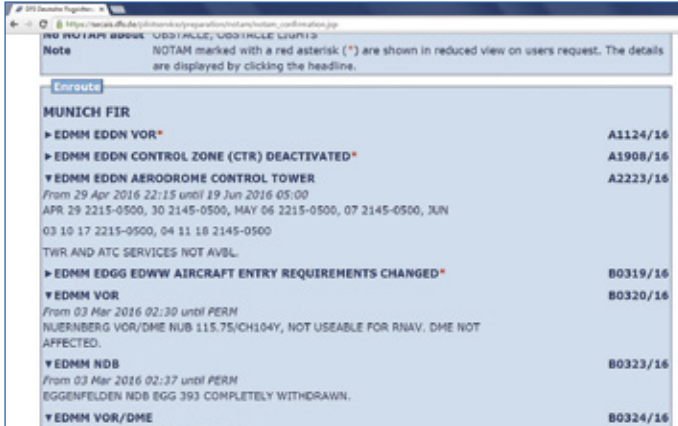 DFS Deutsche Flugsicheru
https://secais.dfs.de/pilotservice/preparation/notam/notam_confirmation.jsp
No NOTAM about OBSTACLE, OBSTACLE LIGHTS
Note NOTAM marked with a red asterisk (*) are shown in reduced view on users request. The details
are displayed by clicking the headline.
Enroute
MUNICH FIR
►EDMM EDDN VOR* A1124/16
►EDMM EDDN CONTROL ZONE (CTR) DEACTIVATED* A1908/16
▼EDMM EDDN AERODROME CONTROL TOWER A2223/16
From 29 Apr 2016 22:15 until 19 Jun 2016 05:00
APR 29 2215-0500, 30 2145-0500, MAY 06 2215-0500, 07 2145-0500, JUN
03 10 17 2215-0500, 04 11 18 2145-0500
TWR AND ATC SERVICES NOT AVBL.
►EDMM EDGG EDWW AIRCRAFT ENTRY REQUIREMENTS CHANGED* B0319/16
▼EDMM VOR B0320/16
From 03 Mar 2016 02:30 until PERM
NUERNBERG VOR/DME NUB 115.75/CH104Y, NOT USEABLE FOR RNAV. DME NOT
AFFECTED.
▼EDMM NDB B0323/16
From 03 Mar 2016 02:37 until PERM
EGGENFELDEN NDB EGG 393 COMPLETELY WITHDRAWN.
▼EDMM VOR/DME B0324/16